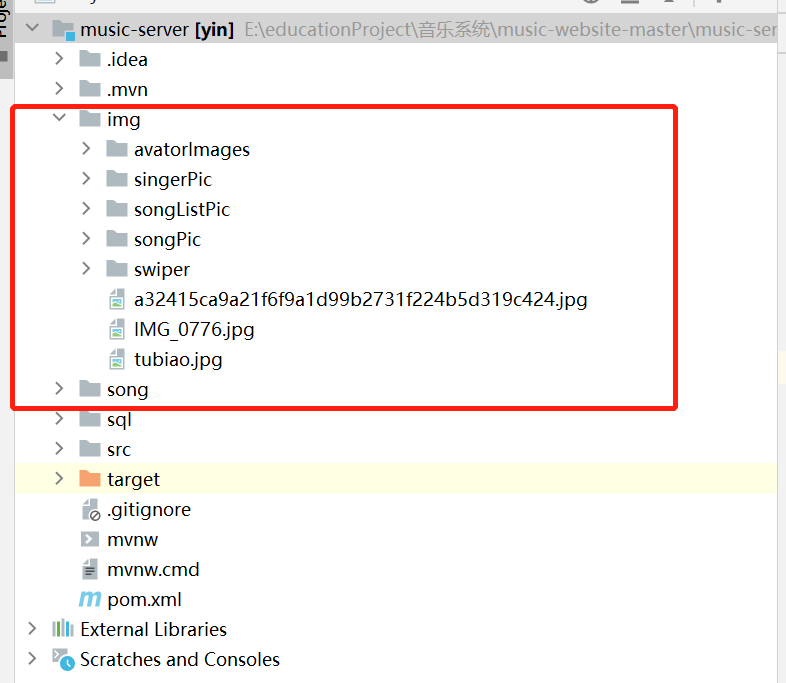 music-server [yin] E:\educationProject\音乐系统\music-website-master\music-ser
.idea
.mvn
img
avatorImages
singerPic
songListPic
songPic
swiper
a32415ca9a21f6f9a1d99b2731f224b5d319c424.jpg
IMG_0776.jpg
tubiao.jpg
song
sql
src
target
.gitignore
mvnw
mvnw.cmd
pom.xml
External Libraries
Scratches and Consoles